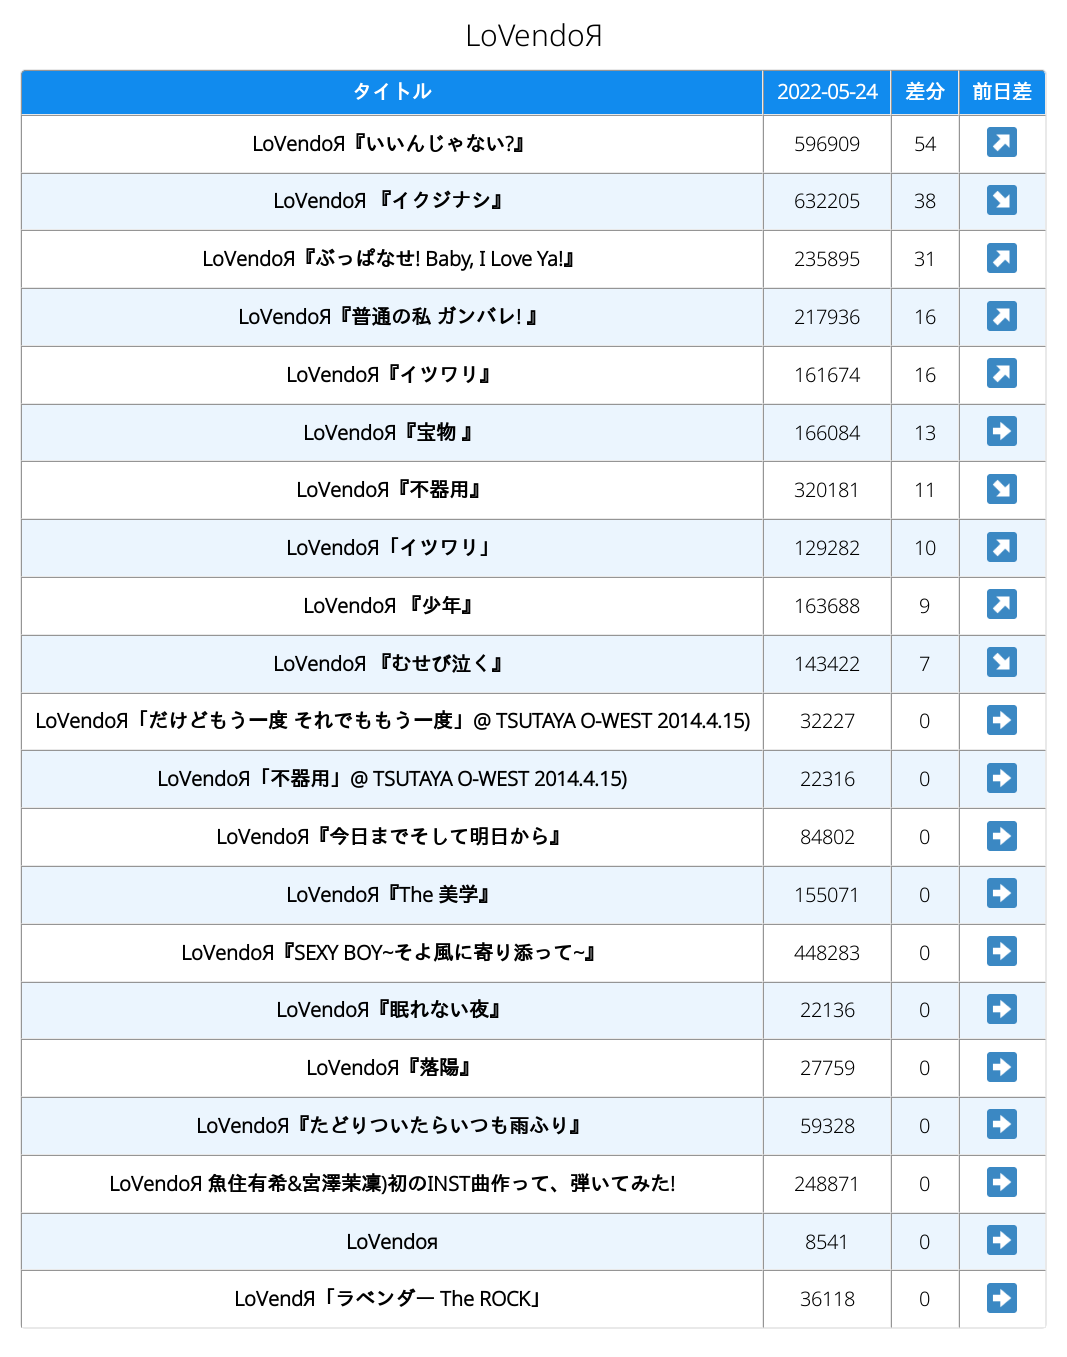 LoVendoЯ
タイトル 2022-05-24 差分 前日差
LoVendoЯ『いいんじゃない?』 596909 54 ↗
LoVendoЯ 『イクジナシ』 632205 38 ↘
LoVendoЯ『ぶっぱなせ! Baby, I Love Ya!』 235895 31 ↗
LoVendoЯ『普通の私 ガンバレ! 』 217936 16 ↗
LoVendoЯ『イツワリ』 161674 16 ↗
LoVendoЯ『宝物 』 166084 13 ➡
LoVendoЯ『不器用』 320181 11 ↘
LoVendoЯ「イツワリ」 129282 10 ↗
LoVendoЯ 『少年』 163688 9 ↗
LoVendoЯ 『むせび泣く』 143422 7 ↘
LoVendoЯ「だけどもう一度 それでももう一度」@ TSUTAYA O-WEST 2014.4.15) 32227 0 ➡
LoVendoЯ「不器用」@ TSUTAYA O-WEST 2014.4.15) 22316 0 ➡
LoVendoЯ『今日までそして明日から』 84802 0 ➡
LoVendoЯ『The 美学』 155071 0 ➡
LoVendoЯ『SEXY BOY~そよ風に寄り添って~』 448283 0 ➡
LoVendoЯ『眠れない夜』 22136 0 ➡
LoVendoЯ『落陽』 27759 0 ➡
LoVendoЯ『たどりついたらいつも雨ふり』 59328 0 ➡
LoVendoЯ 魚住有希&宮澤茉凜)初のINST曲作って、弾いてみた! 248871 0 ➡
LoVendoя 8541 0 ➡
LoVendЯ「ラベンダー The ROCK」 36118 0 ➡